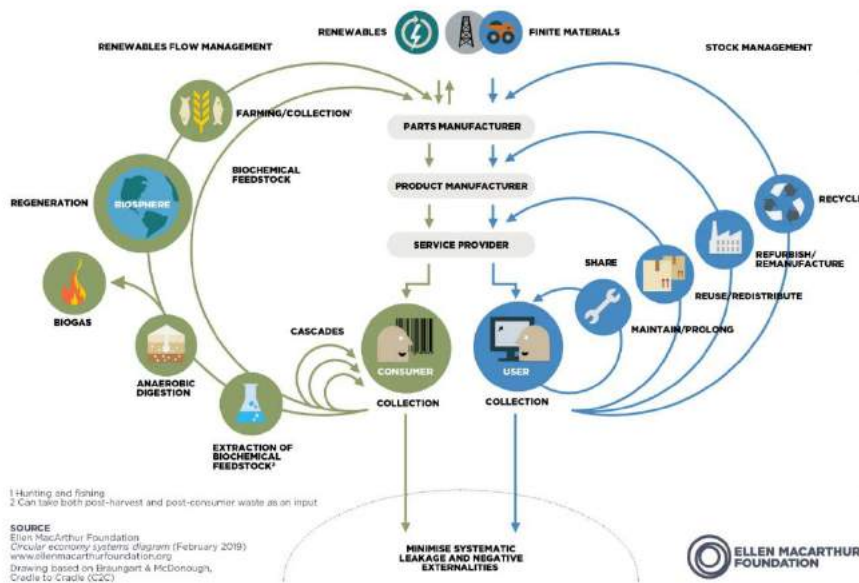 RENEWABLES
FINITE MATERIALS
RENEWABLES FLOW MANAGEMENT
STOCK MANAGEMENT
FARMING/COLLECTION¹
PARTS MANUFACTURER
BIOCHEMICAL
FEEDSTOCK
PRODUCT MANUFACTURER
REGENERATION
BIOSPHERE
RECYCLE
SERVICE PROVIDER
SHARE
REFURBISH/
REMANUFACTURE
REUSE/REDISTRIBUTE
BIOGAS
CASCADES
MAINTAIN/PROLONG
CONSUMER
USER
ANAEROBIC
DIGESTION
COLLECTION
COLLECTION
EXTRACTION OF
BIOCHEMICAL
FEEDSTOCK²
1 Hunting and fishing
2 Can take both post-harvest and post-consumer waste as an input
SOURCE
Ellen MacArthur Foundation
Circular economy systems diagram (February 2019)
www.ellenmacarthurfoundation.org
Drawing based on Braungart & McDonough,
Cradle to Cradle (C2C)
MINIMISE SYSTEMATIC
LEAKAGE AND NEGATIVE
EXTERNALITIES
ELLEN MACARTHUR
FOUNDATION